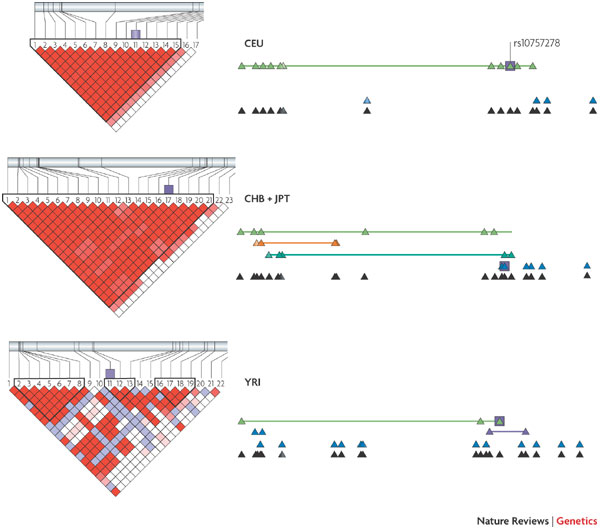 1 2 3 4 5 6 7 8 9 10 11 12 13 14 15 16 17
CEU
rs10757278
1 2 3 4 5 6 7 8 9 10 11 12 13 14 15 16 17 18 19 20 21 22 23
CHB + JPT
1 2 3 4 5 6 7 8 9 10 11 12 13 14 15 16 17 18 19 20 21 22
YRI
Nature Reviews | Genetics